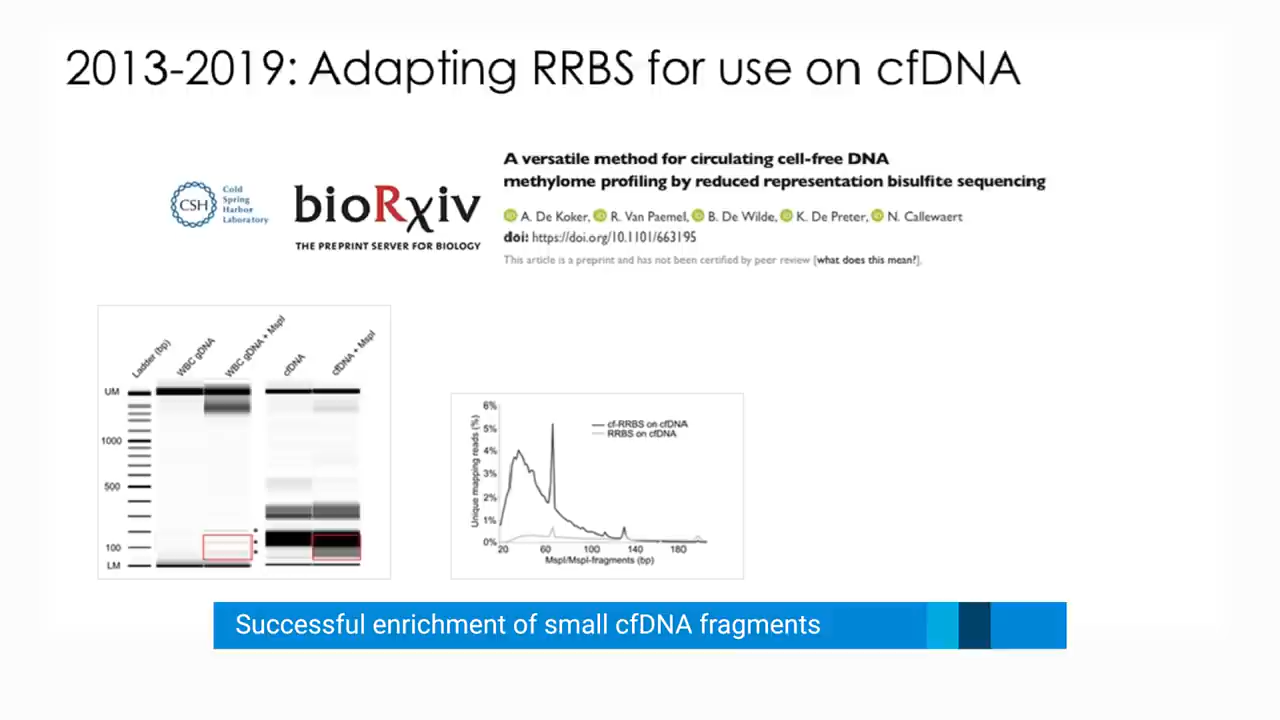 2013-2019: Adapting RRBS for use on cfDNA
CSH
Cold
Spring
Harbor
Laboratory
bioRxiv
THE PREPRINT SERVER FOR BIOLOGY
A versatile method for circulating cell-free DNA
methylome profiling by reduced representation bisulfite sequencing
iD A. De Koker, iD R. Van Paemel, iD B. De Wilde, iD K. De Preter, iD N. Callewaert
doi: https://doi.org/10.1101/663195
This article is a preprint and has not been certified by peer review [what does this mean?].
Ladder (bp)
WBC gDNA
WBC gDNA + MspI
cfDNA
cfDNA + MspI
UM
1000
500
100
LM
*
*
*
6%
5%
4%
3%
2%
1%
0%
Unique mapping reads (%)
cf-RRBS on cfDNA
RRBS on cfDNA
20 60 100 140 180
MspI/MspI-fragments (bp)
Successful enrichment of small cfDNA fragments